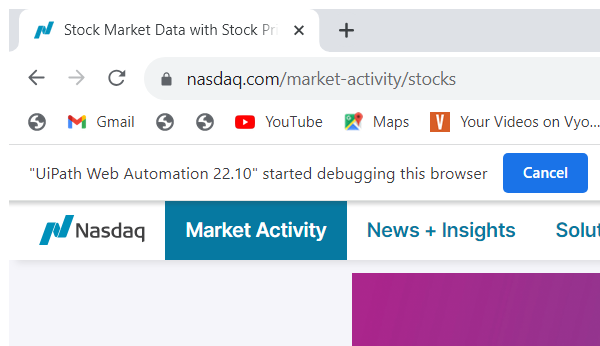 Stock Market Data with Stock Pri
nasdaq.com/market-activity/stocks
Gmail YouTube Maps V Your Videos on Vyo...
"UiPath Web Automation 22.10" started debugging this browser Cancel
Nasdaq Market Activity News + Insights Solut